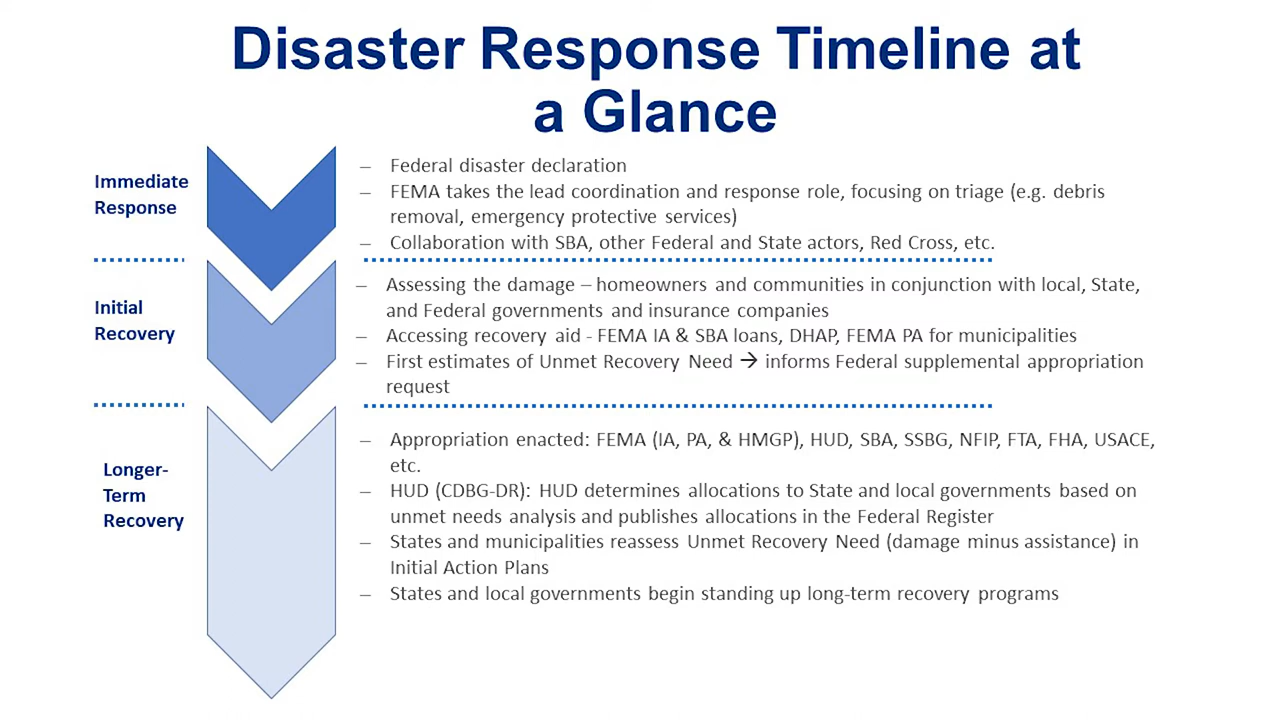 Disaster Response Timeline at
a Glance
Immediate
Response
– Federal disaster declaration
– FEMA takes the lead coordination and response role, focusing on triage (e.g. debris
removal, emergency protective services)
– Collaboration with SBA, other Federal and State actors, Red Cross, etc.
Initial
Recovery
– Assessing the damage – homeowners and communities in conjunction with local, State,
and Federal governments and insurance companies
– Accessing recovery aid - FEMA IA & SBA loans, DHAP, FEMA PA for municipalities
– First estimates of Unmet Recovery Need → informs Federal supplemental appropriation
request
Longer-
Term
Recovery
– Appropriation enacted: FEMA (IA, PA, & HMGP), HUD, SBA, SSBG, NFIP, FTA, FHA, USACE,
etc.
– HUD (CDBG-DR): HUD determines allocations to State and local governments based on
unmet needs analysis and publishes allocations in the Federal Register
– States and municipalities reassess Unmet Recovery Need (damage minus assistance) in
Initial Action Plans
– States and local governments begin standing up long-term recovery programs